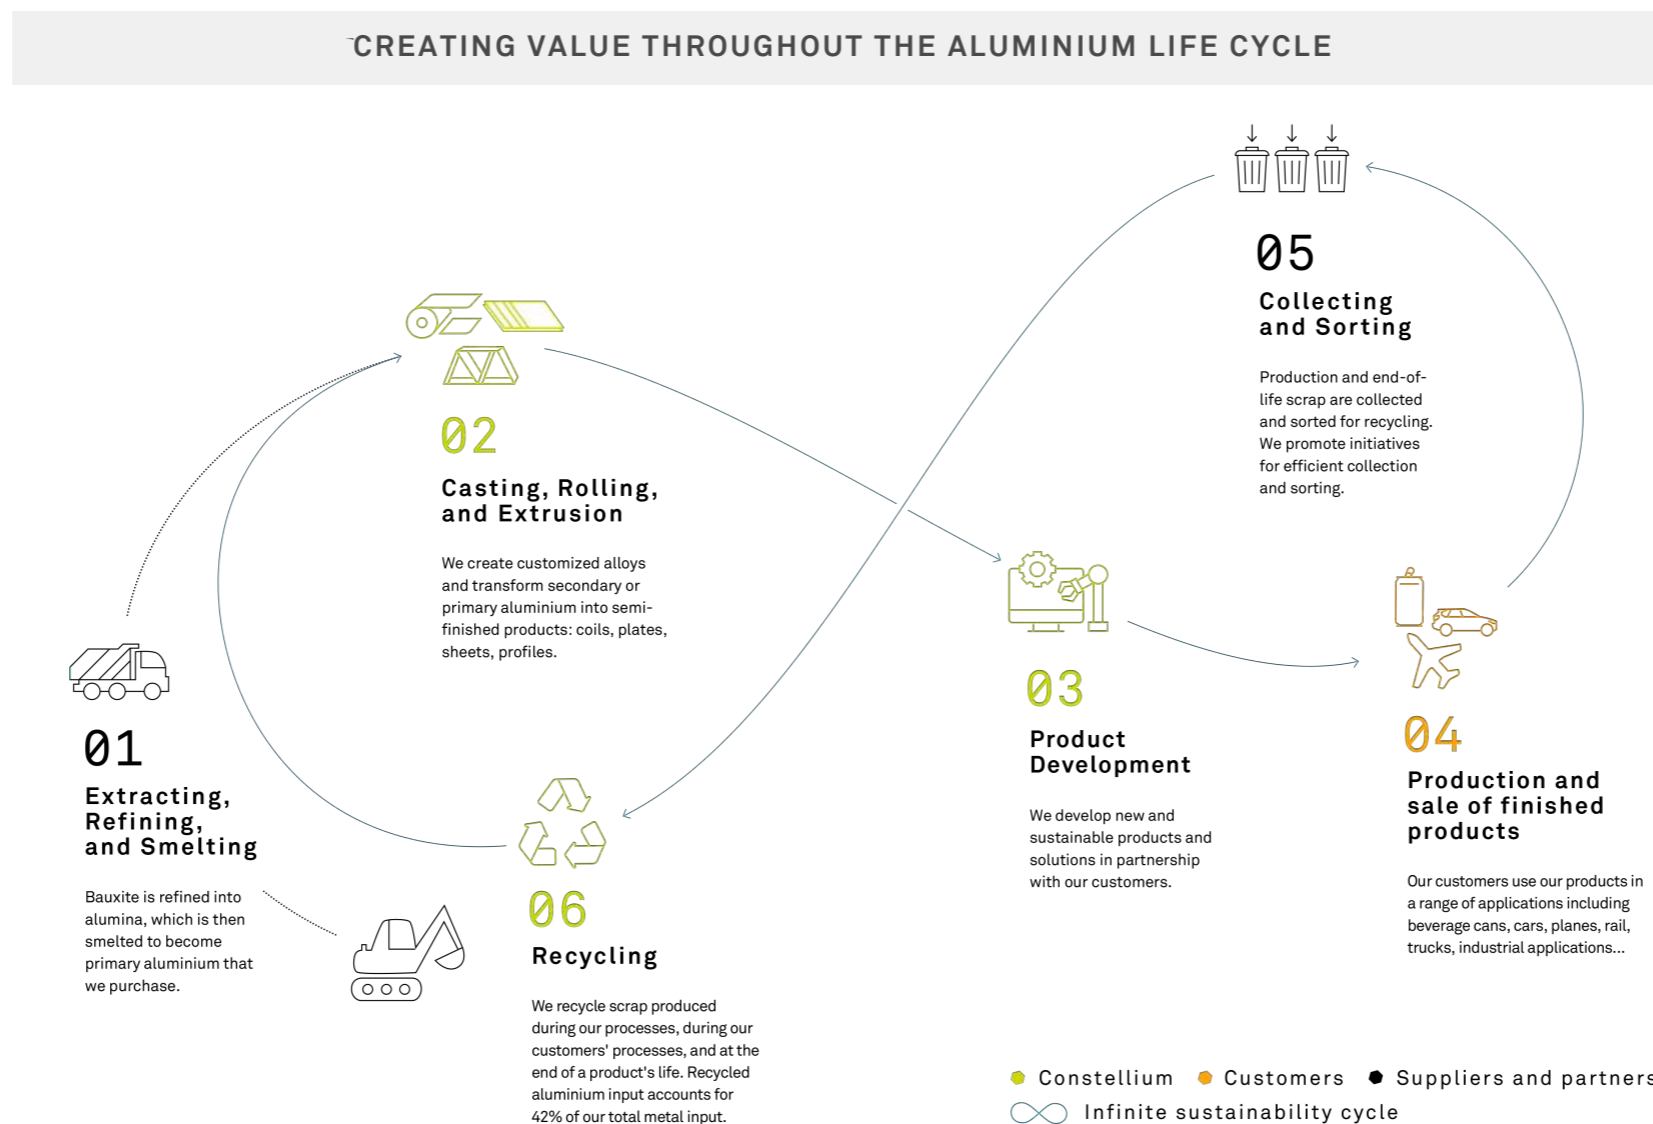 CREATING VALUE THROUGHOUT THE ALUMINIUM LIFE CYCLE
01
Extracting,
Refining,
and Smelting
Bauxite is refined into
alumina, which is then
smelted to become
primary aluminium that
we purchase.
02
Casting, Rolling,
and Extrusion
We create customized alloys
and transform secondary or
primary aluminium into semi-
finished products: coils, plates,
sheets, profiles.
03
Product
Development
We develop new and
sustainable products and
solutions in partnership
with our customers.
04
Production and
sale of finished
products
Our customers use our products in
a range of applications including
beverage cans, cars, planes, rail,
trucks, industrial applications...
05
Collecting
and Sorting
Production and end-of-
life scrap are collected
and sorted for recycling.
We promote initiatives
for efficient collection
and sorting.
06
Recycling
We recycle scrap produced
during our processes, during our
customers' processes, and at the
end of a product's life. Recycled
aluminium input accounts for
42% of our total metal input.
Constellium Customers Suppliers and partners
Infinite sustainability cycle